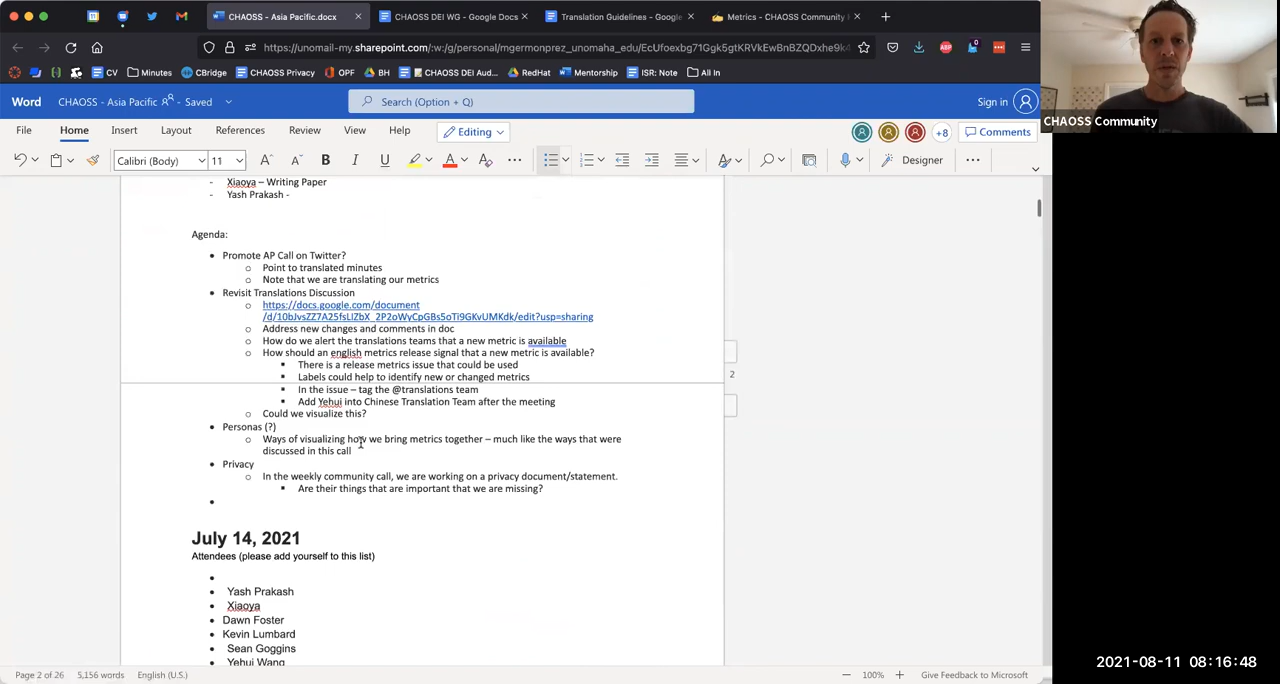 CHAOSS - Asia Pacific.docx
CHAOSS DEI WG - Google Docs
Translation Guidelines - Google
Metrics - CHAOSS Community
https://unomail-my.sharepoint.com/:w:/g/personal/mgermonprez_unomaha_edu/EcUfoexbg71Ggk5gtKRVkEwBnBZQDxhe9k4
CV
Minutes
CBridge
CHAOSS Privacy
OPF
BH
CHAOSS DEI Aud...
RedHat
Mentorship
ISR: Note
All In
CHAOSS Community
Word
CHAOSS - Asia Pacific - Saved
Search (Option + Q)
Sign in
File
Home
Insert
Layout
References
Review
View
Help
Editing
+8
Comments
Calibri (Body)
11
Designer
- Xiaoya – Writing Paper
- Yash Prakash -
Agenda:
• Promote AP Call on Twitter?
o Point to translated minutes
o Note that we are translating our metrics
• Revisit Translations Discussion
o https://docs.google.com/document
/d/10bJvsZZ7A25fsLIZbX_2P2oWyCpGBs5oTi9GKvUMKdk/edit?usp=sharing
o Address new changes and comments in doc
o How do we alert the translations teams that a new metric is available
o How should an english metrics release signal that a new metric is available?
▪ There is a release metrics issue that could be used
▪ Labels could help to identify new or changed metrics
▪ In the issue – tag the @translations team
▪ Add Yehui into Chinese Translation Team after the meeting
o Could we visualize this?
• Personas (?)
o Ways of visualizing how we bring metrics together – much like the ways that were
discussed in this call
• Privacy
o In the weekly community call, we are working on a privacy document/statement.
▪ Are their things that are important that we are missing?
•
July 14, 2021
Attendees (please add yourself to this list)
•
• Yash Prakash
• Xiaoya
• Dawn Foster
• Kevin Lumbard
• Sean Goggins
• Yehui Wang
2
2021-08-11 08:16:48
Page 2 of 26
5,156 words
English (U.S.)
100%
Give Feedback to Microsoft